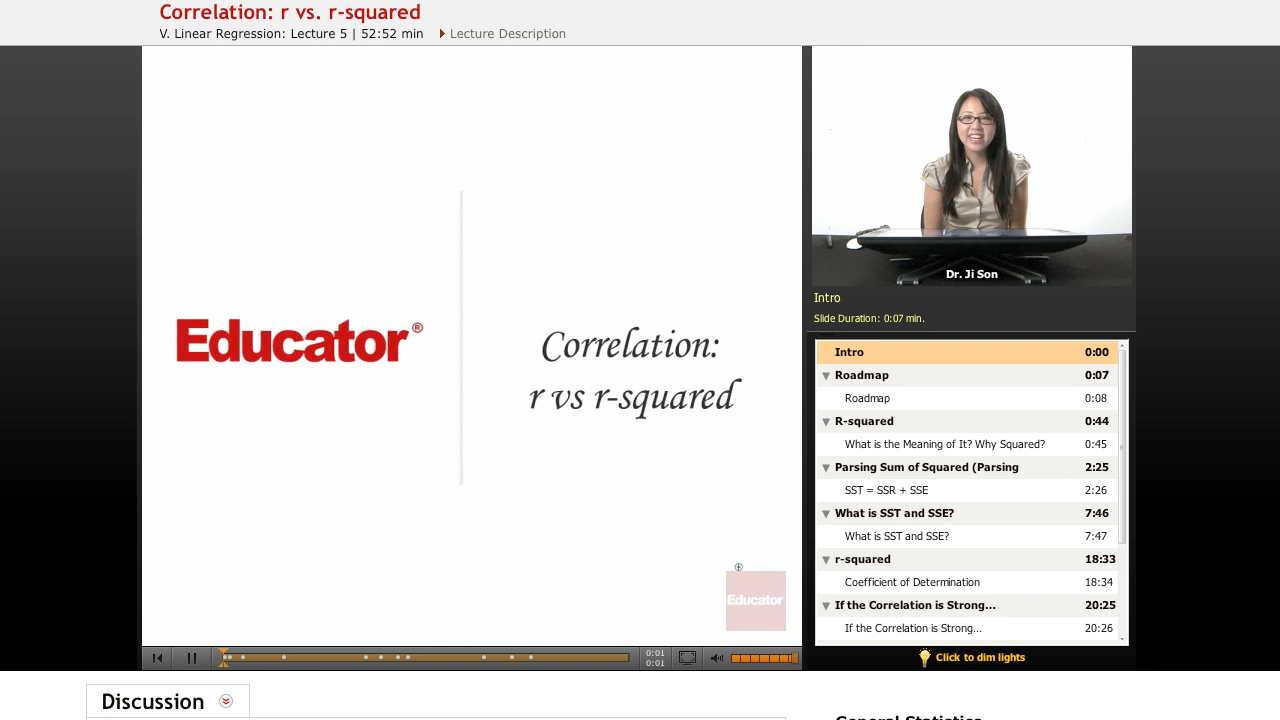 Correlation: r vs. r-squared
V. Linear Regression: Lecture 5 | 52:52 min
Lecture Description
Educator®
Correlation:
r vs r-squared
Educator
0:01
0:01
Dr. Ji Son
Intro
Slide Duration: 0:07 min.
Intro 0:00
Roadmap 0:07
Roadmap 0:08
R-squared 0:44
What is the Meaning of It? Why Squared? 0:45
Parsing Sum of Squared (Parsing 2:25
SST = SSR + SSE 2:26
What is SST and SSE? 7:46
What is SST and SSE? 7:47
r-squared 18:33
Coefficient of Determination 18:34
If the Correlation is Strong... 20:25
If the Correlation is Strong... 20:26
Click to dim lights
Discussion
General Statistics